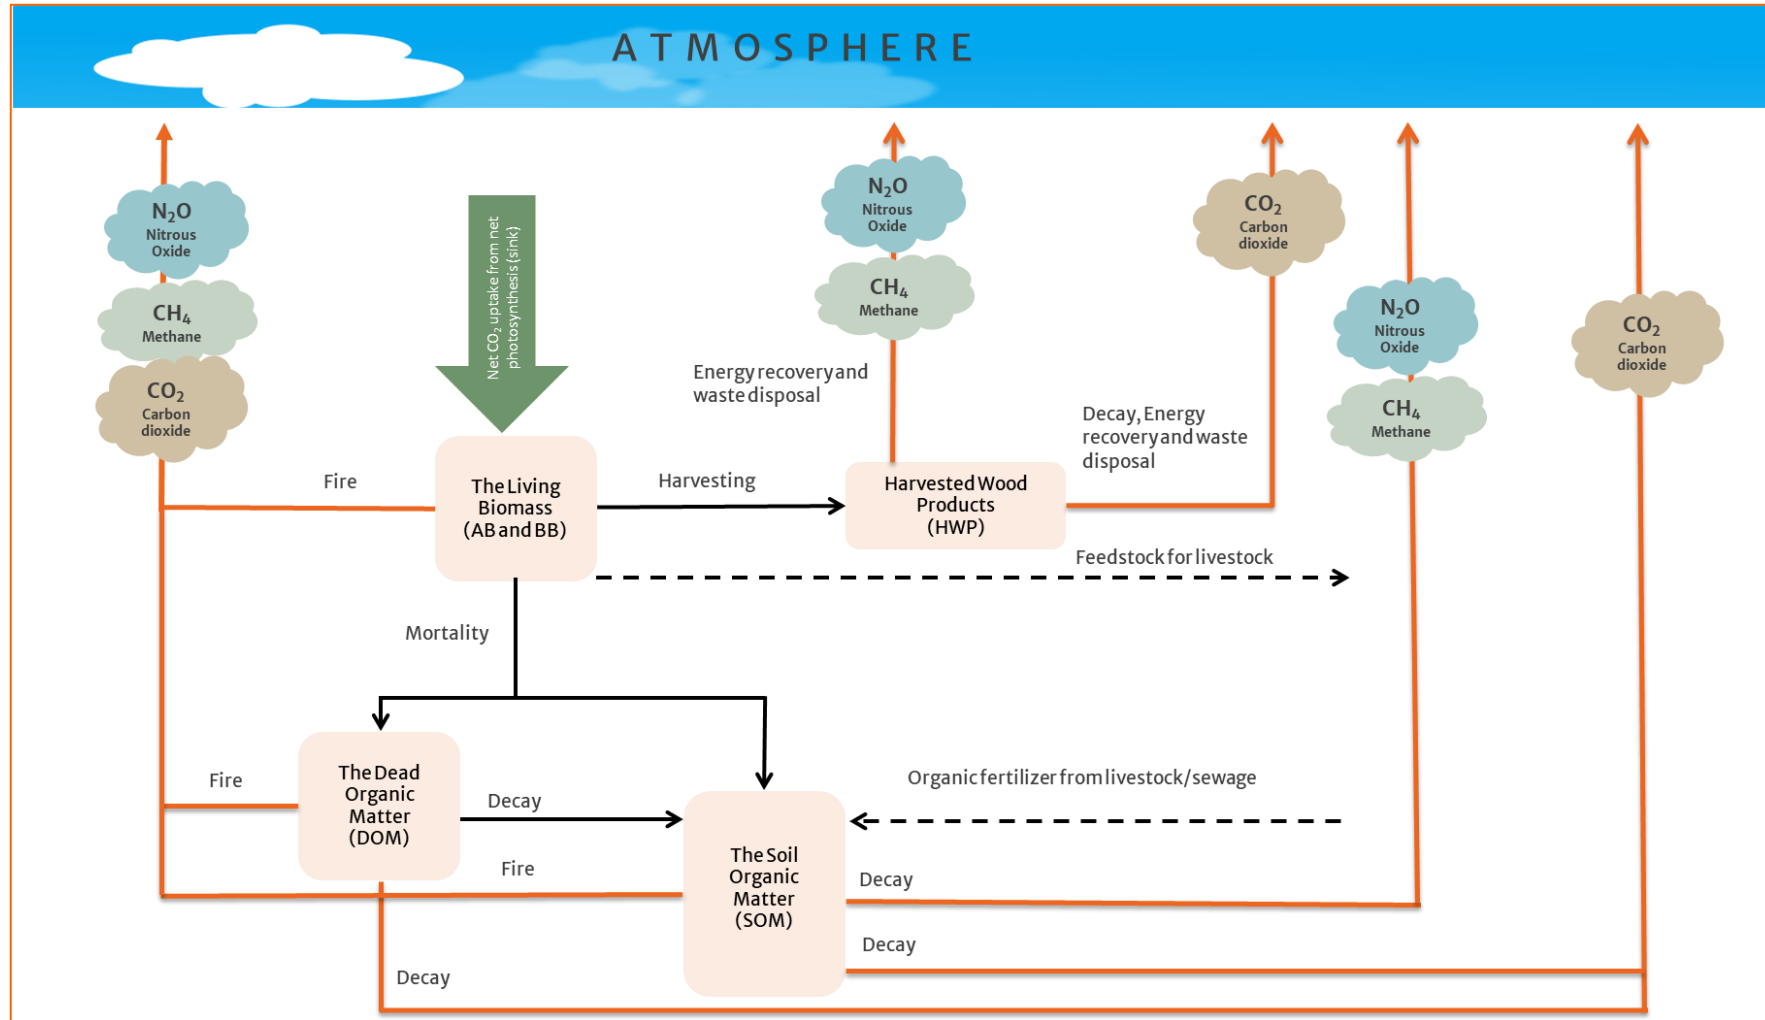 ATMOSPHERE
N₂O
Nitrous
Oxide
CH₄
Methane
CO₂
Carbon
dioxide
Net CO₂ uptake from net
photosynthesis (sink)
N₂O
Nitrous
Oxide
CH₄
Methane
CO₂
Carbon
dioxide
N₂O
Nitrous
Oxide
CH₄
Methane
CO₂
Carbon
dioxide
Energy recovery and
waste disposal
Decay, Energy
recovery and waste
disposal
Fire
The Living
Biomass
(AB and BB)
Harvesting
Harvested Wood
Products
(HWP)
Feedstock for livestock
Mortality
Fire
The Dead
Organic
Matter
(DOM)
Decay
Organic fertilizer from livestock/sewage
Fire
The Soil
Organic
Matter
(SOM)
Decay
Decay
Decay